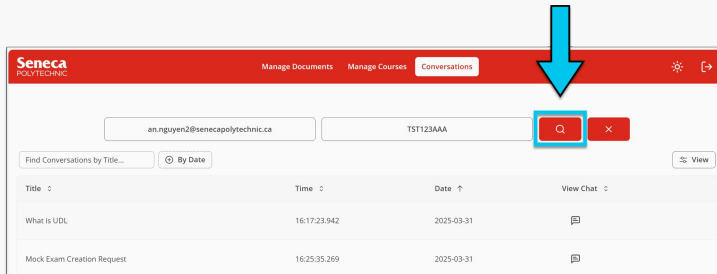 Seneca
POLYTECHNIC
Manage Documents Manage Courses Conversations
an.nguyen2@senecapolytechnic.ca TST123AAA
Find Conversations by Title... By Date View
Title Time Date View Chat
What is UDL 16:17:23.942 2025-03-31
Mock Exam Creation Request 16:25:35.269 2025-03-31